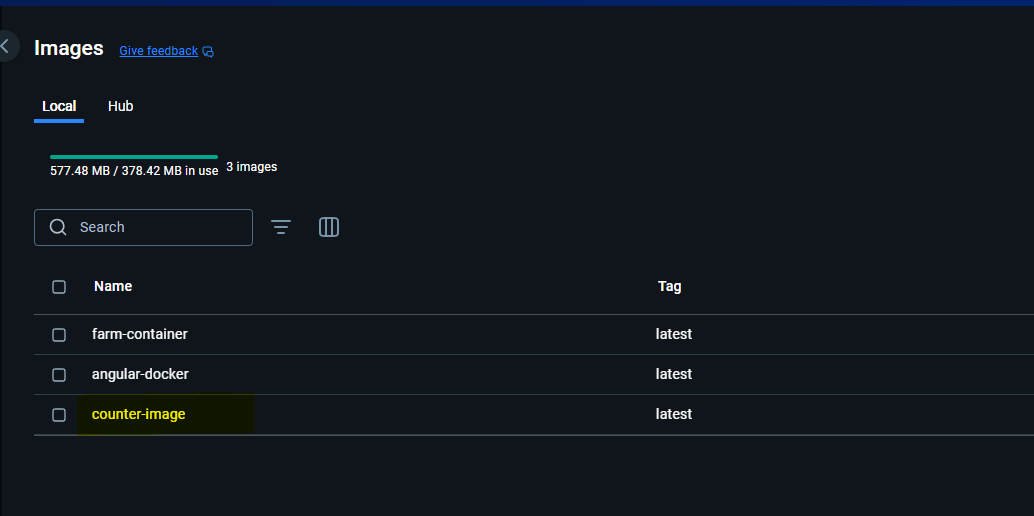 Images Give feedback
Local Hub
577.48 MB / 378.42 MB in use 3 images
Search
Name Tag
farm-container latest
angular-docker latest
counter-image latest